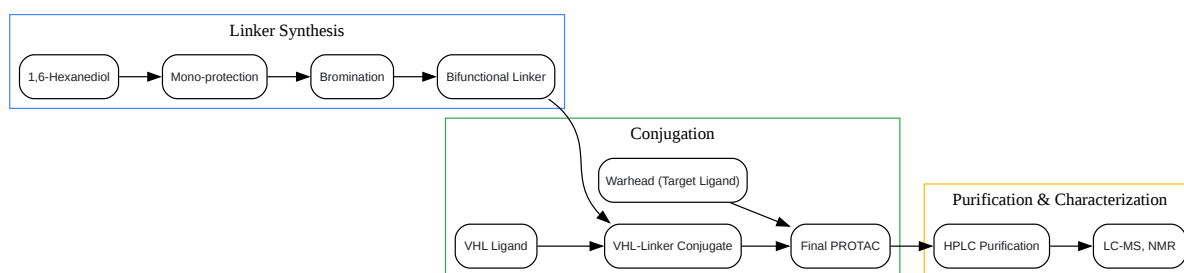 Linker Synthesis
1,6-Hexanediol
Mono-protection
Bromination
Bifunctional Linker
Conjugation
Warhead (Target Ligand)
VHL Ligand
VHL-Linker Conjugate
Final PROTAC
Purification & Characterization
HPLC Purification
LC-MS, NMR